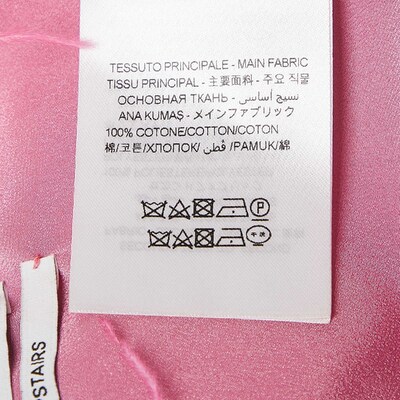 TESSUTO PRINCIPALE - MAIN FABRIC
TISSU PRINCIPAL - 主要面料 - 주요 직물
ОСНОВНАЯ ТКАНЬ - نسيج أساسي
ANA KUMAŞ - メインファブリック
100% COTONE/COTTON/COTON
棉/코튼/ХЛОПОК/ قُطن /PAMUK/綿
P
STAIRS